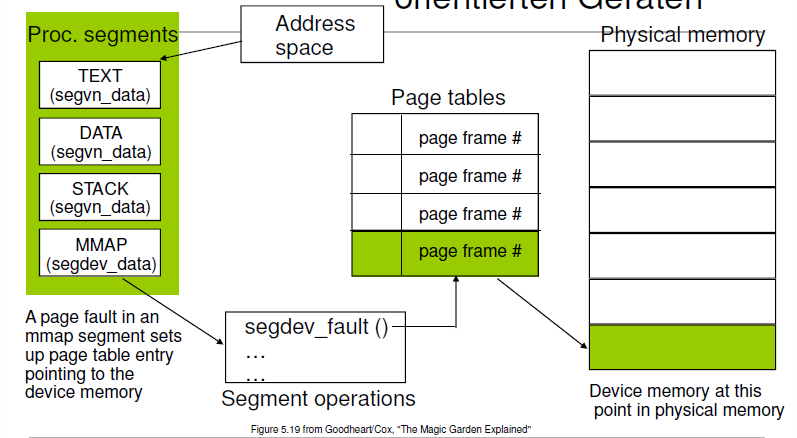 orientierten Geräten
Proc. segments
Address
space
Physical memory
TEXT
(segvn_data)
DATA
(segvn_data)
STACK
(segvn_data)
MMAP
(segdev_data)
Page tables
page frame #
page frame #
page frame #
page frame #
A page fault in an
mmap segment sets
up page table entry
pointing to the
device memory
segdev_fault ()
...
...
Segment operations
Device memory at this
point in physical memory
Figure 5.19 from Goodheart/Cox, "The Magic Garden Explained"